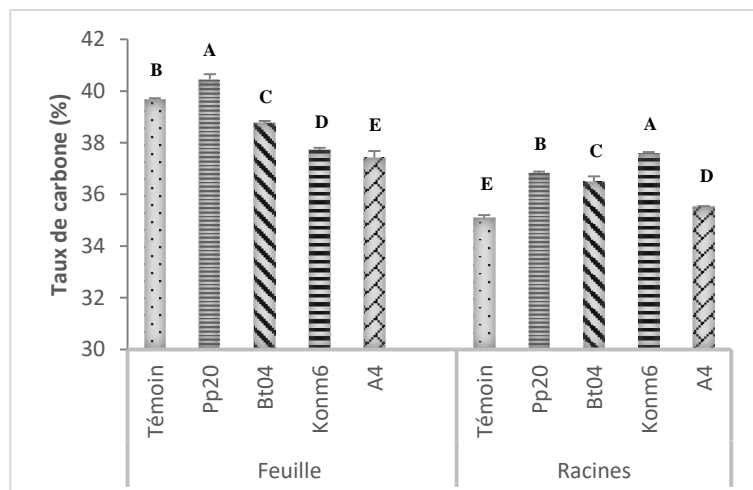 Taux de carbone (%)
42
40
38
36
34
32
30
B
A
C
D
E
E
B
C
A
D
Témoin
Pp20
Bt04
Konm6
A4
Témoin
Pp20
Bt04
Konm6
A4
Feuille
Racines